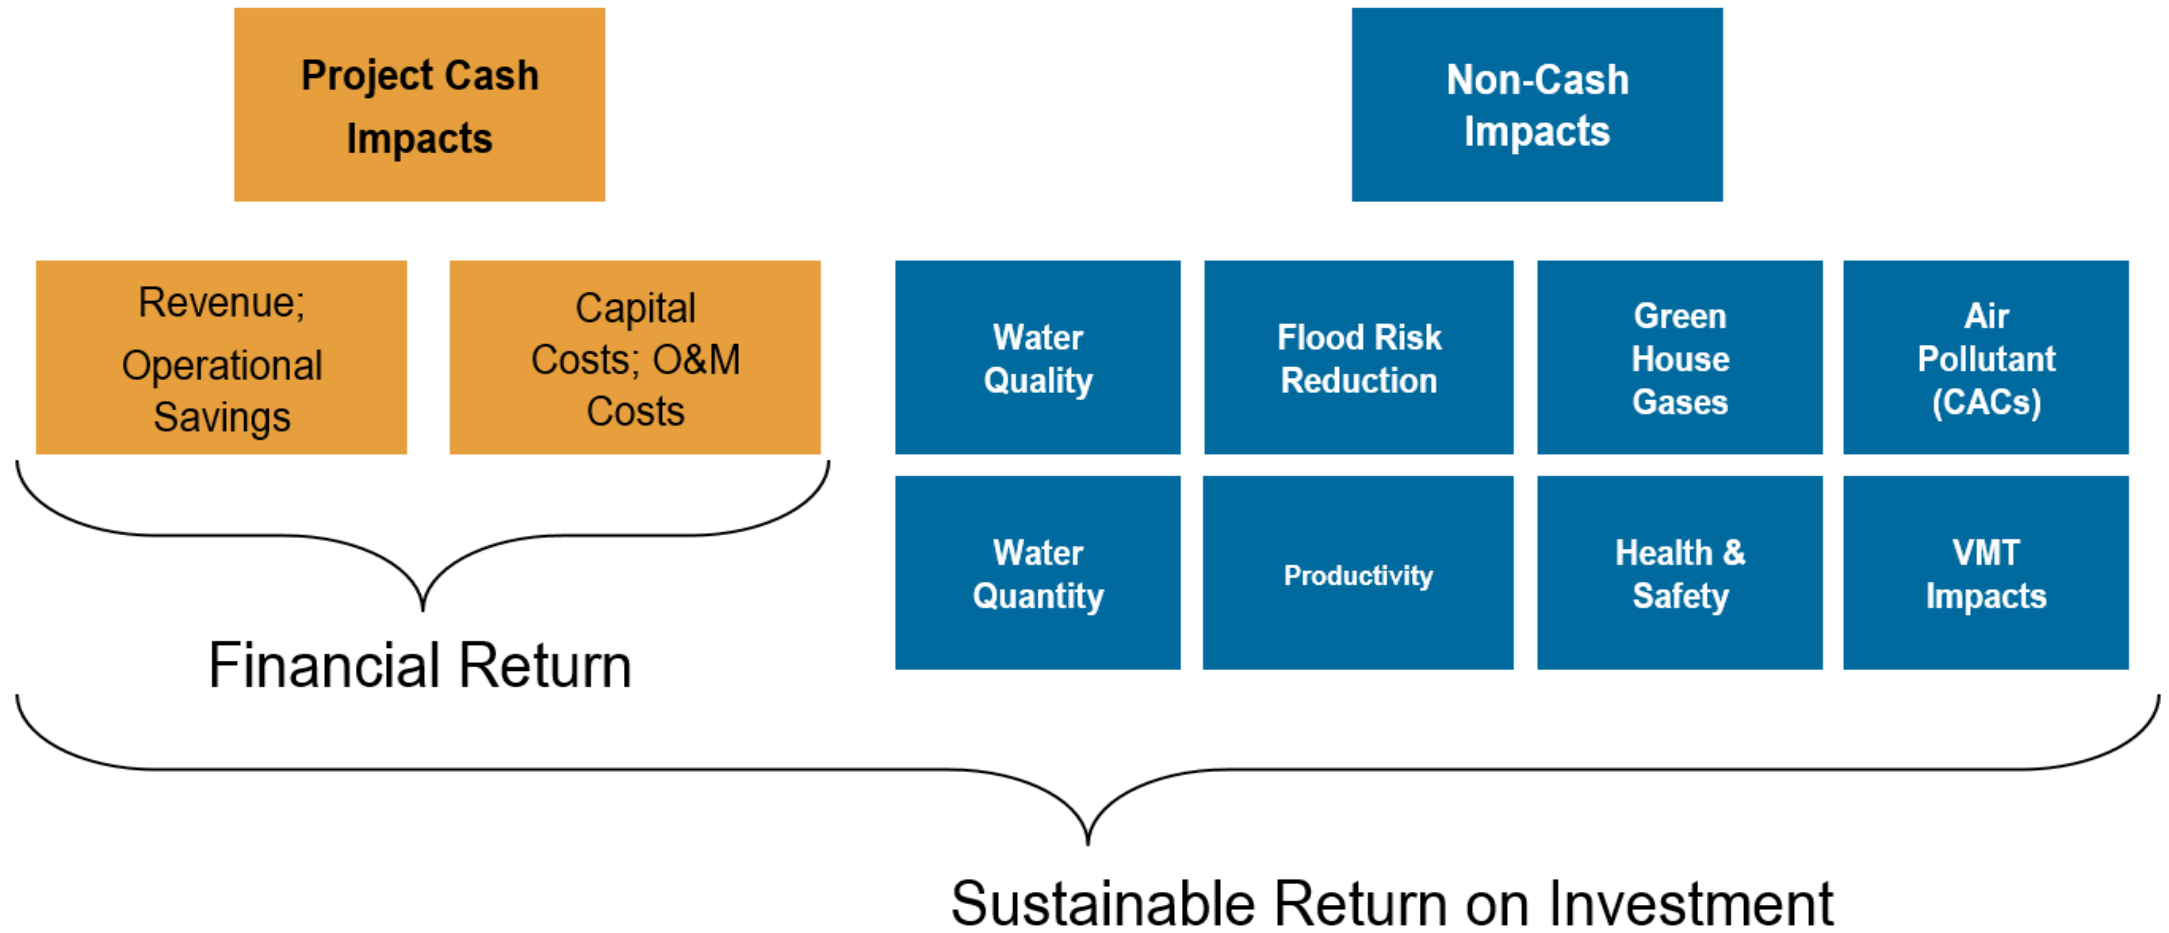 Project Cash
Impacts
Non-Cash
Impacts
Revenue;
Operational
Savings
Capital
Costs; O&M
Costs
Water
Quality
Flood Risk
Reduction
Green
House
Gases
Air
Pollutant
(CACs)
Water
Quantity
Productivity
Health &
Safety
VMT
Impacts
Financial Return
Sustainable Return on Investment